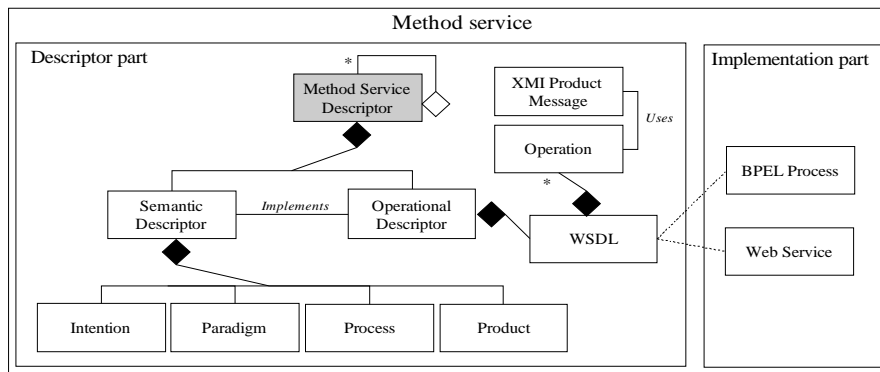 Method service
Descriptor part
Implementation part
*
Method Service
Descriptor
XMI Product
Message
Uses
Operation
*
BPEL Process
Semantic
Descriptor
Implements
Operational
Descriptor
WSDL
Web Service
Intention
Paradigm
Process
Product